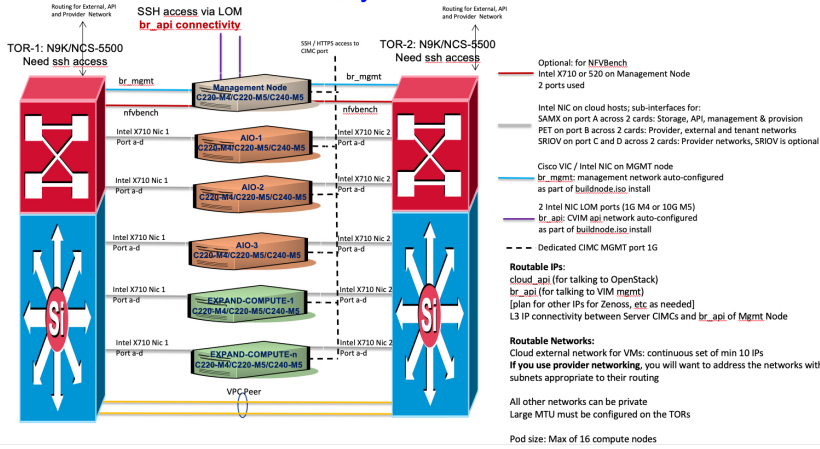 Routing for External, API
and Provider Network
SSH access via LOM
br_api connectivity
Routing for External, API
and Provider Network
TOR-1: N9K/NCS-5500
Need ssh access
SSH / HTTPS access to
CIMC port
TOR-2: N9K/NCS-5500
Need ssh access
br_mgmt
Management Node
C220-M4/C220-M5/C240-M5
br_mgmt
nfvbench
nfvbench
Intel X710 Nic 1
Port a-d
AIO-1
C220-M4/C220-M5/C240-M5
Intel X710 Nic 2
Port a-d
Intel X710 Nic 1
Port a-d
AIO-2
C220-M4/C220-M5/C240-M5
Intel X710 Nic 2
Port a-d
Intel X710 Nic 1
Port a-d
AIO-3
C220-M4/C220-M5/C240-M5
Intel X710 Nic 2
Port a-d
Intel X710 Nic 1
Port a-d
EXPAND-COMPUTE-1
C220-M4/C220-M5/C240-M5
Intel X710 Nic 2
Port a-d
Intel X710 Nic 1
Port a-d
EXPAND-COMPUTE-n
C220-M4/C220-M5/C240-M5
Intel X710 Nic 2
Port a-d
Si
Si
VPC Peer
Optional: for NFVBench
Intel X710 or 520 on Management Node
2 ports used
Intel NIC on cloud hosts; sub-interfaces for:
SAMX on port A across 2 cards: Storage, API, management & provision
PET on port B across 2 cards: Provider, external and tenant networks
SRIOV on port C and D across 2 cards: Provider networks, SRIOV is optional
Cisco VIC / Intel NIC on MGMT node
br_mgmt: management network auto-configured
as part of buildnode.iso install
2 Intel NIC LOM ports (1G M4 or 10G M5)
br_api: CVIM api network auto-configured
as part of buildnode.iso install
Dedicated CIMC MGMT port 1G
Routable IPs:
cloud_api (for talking to OpenStack)
br_api (for talking to VIM mgmt)
[plan for other IPs for Zenoss, etc as needed]
L3 IP connectivity between Server CIMCs and br_api of Mgmt Node
Routable Networks:
Cloud external network for VMs: continuous set of min 10 IPs
If you use provider networking, you will want to address the networks with
subnets appropriate to their routing
All other networks can be private
Large MTU must be configured on the TORs
Pod size: Max of 16 compute nodes